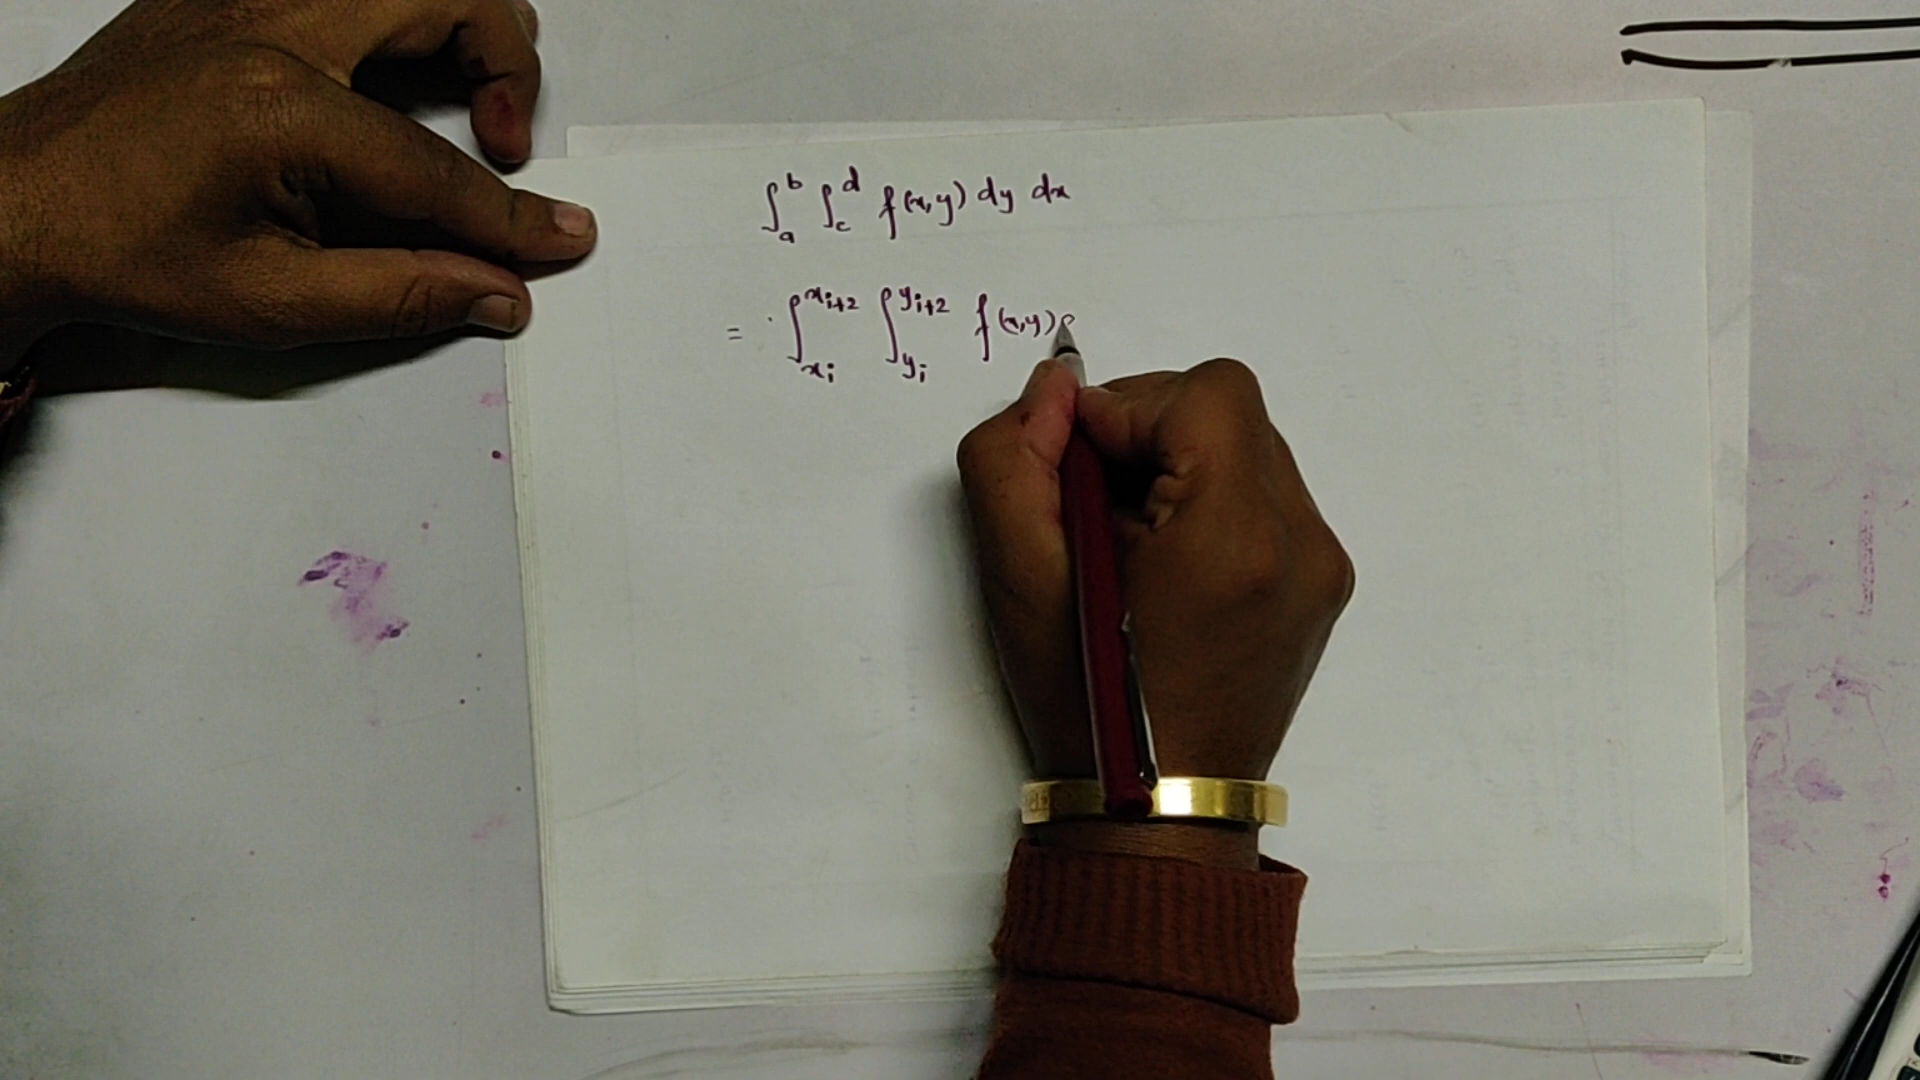 ∫_a^b ∫_c^d f(x,y) dy dx
= ∫_{x_i}^{x_{i+2}} ∫_{y_i}^{y_{i+2}} f(x,y)